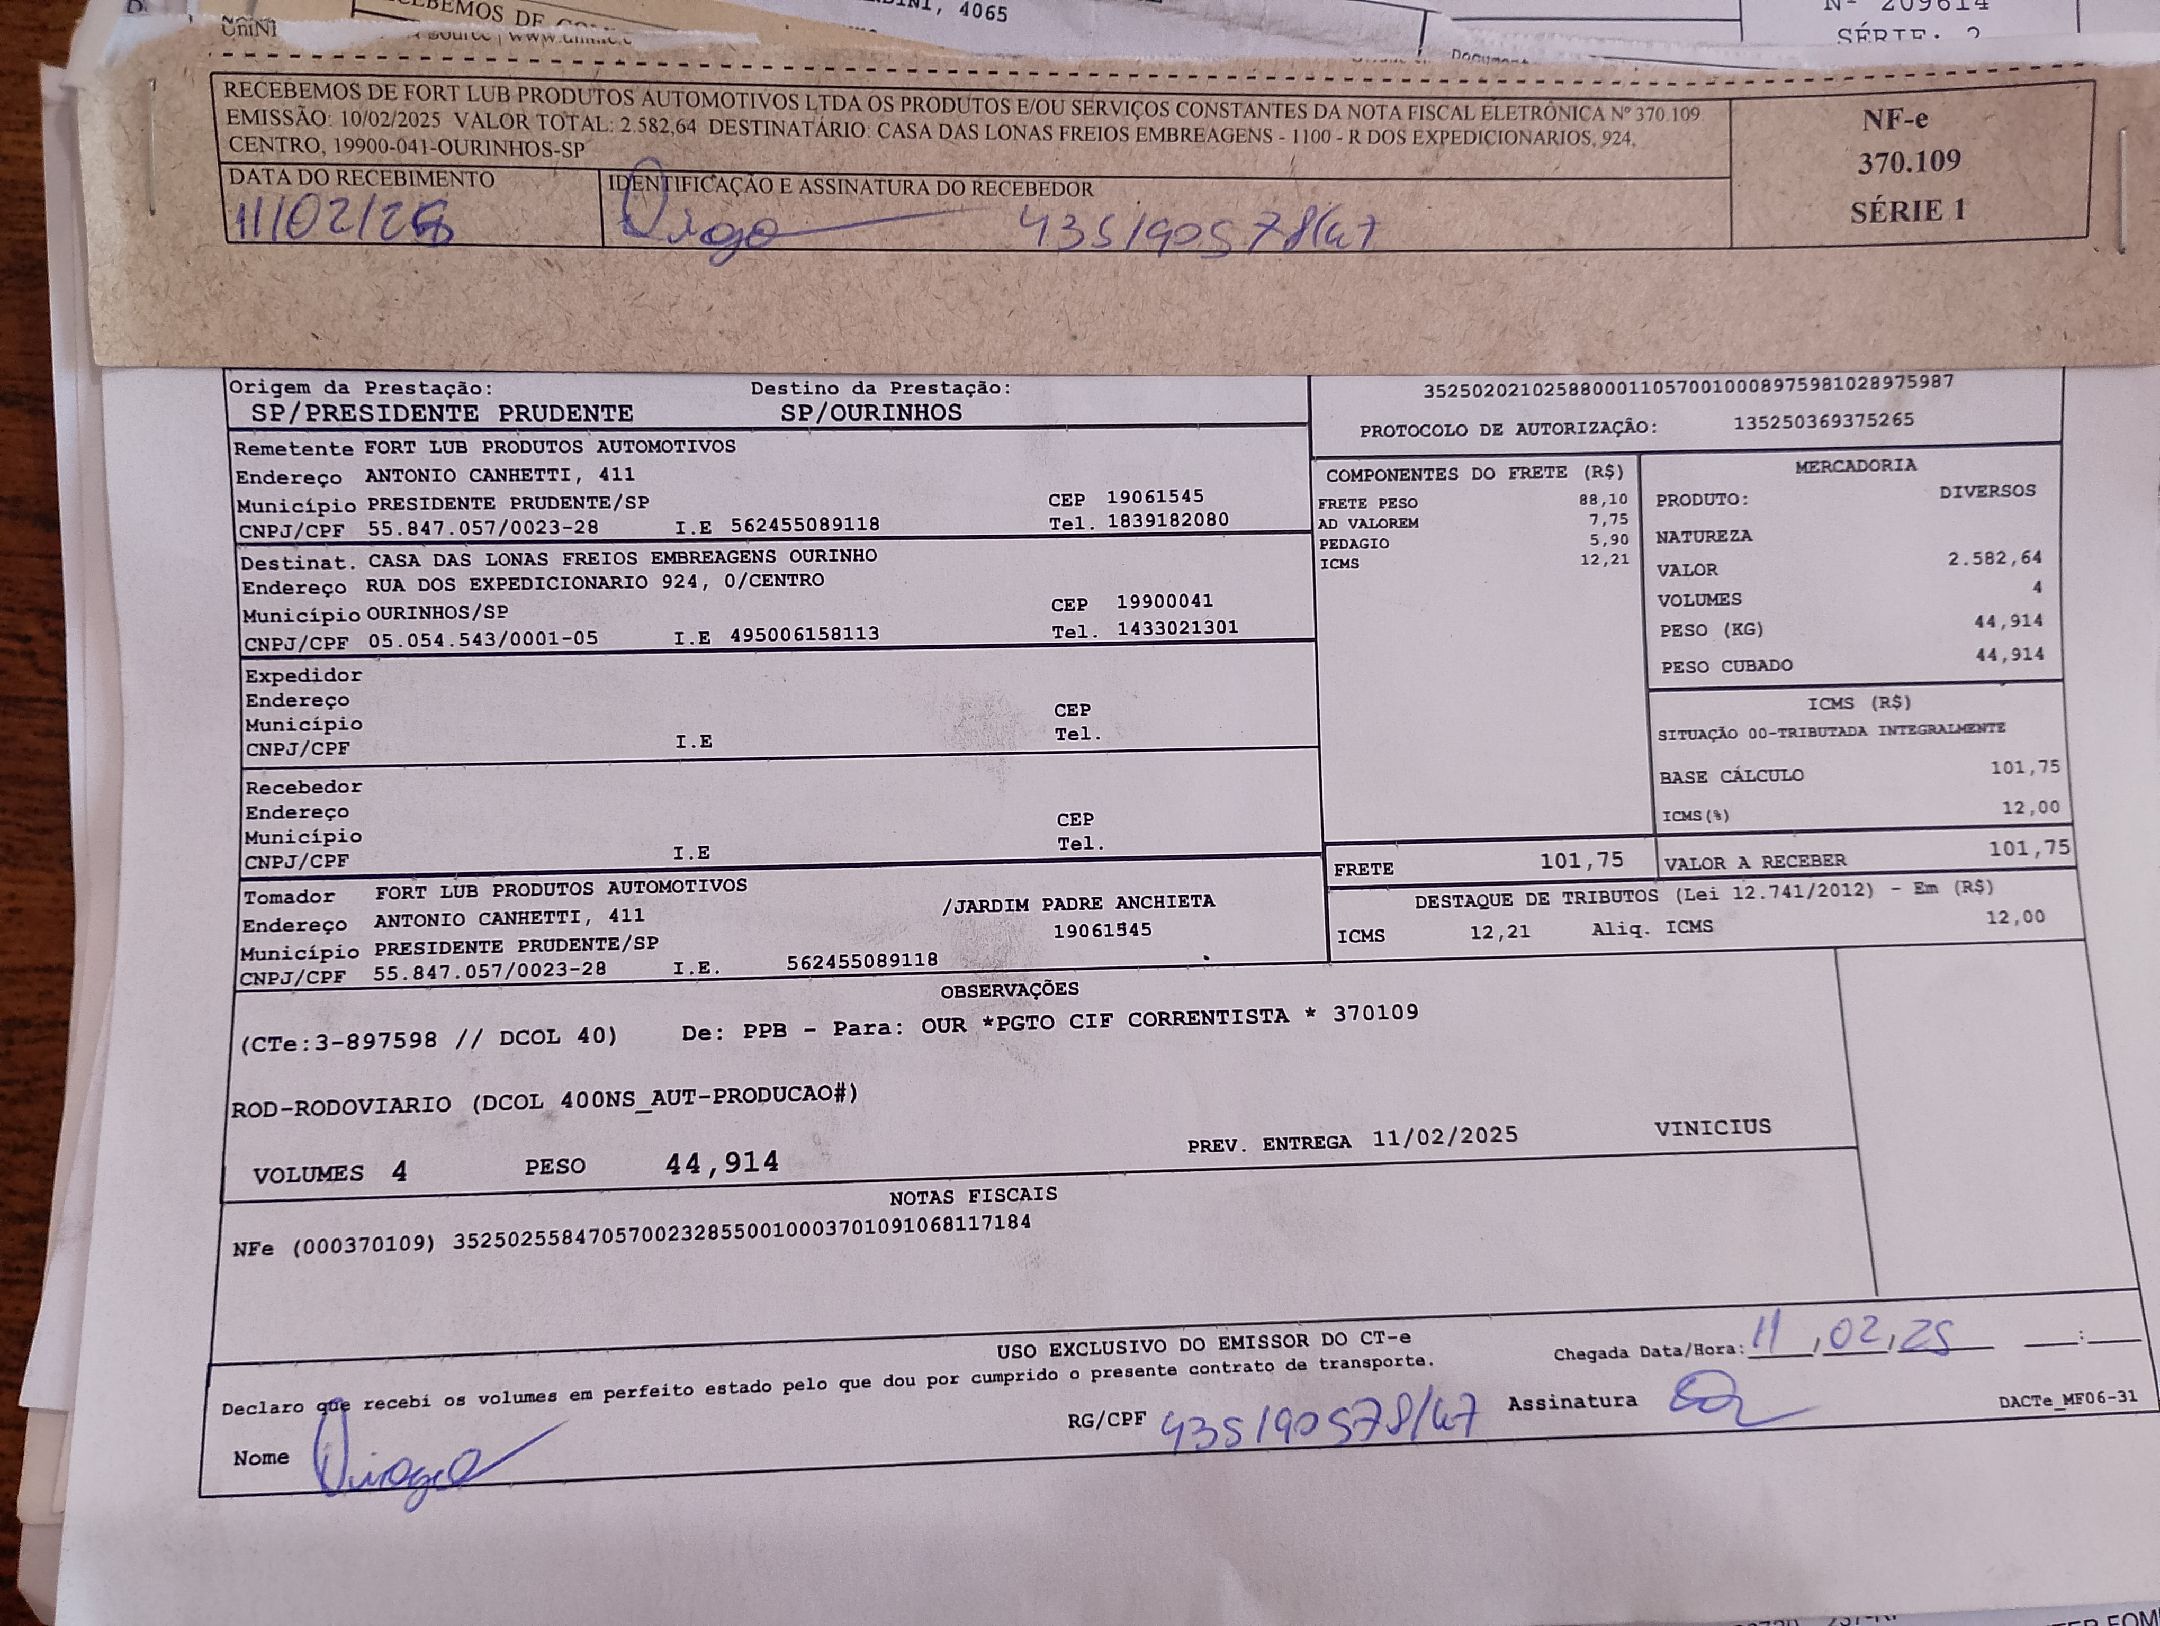 4065
Nº 209614
SÉRIE: 2
RECEBEMOS DE FORT LUB PRODUTOS AUTOMOTIVOS LTDA OS PRODUTOS E/OU SERVIÇOS CONSTANTES DA NOTA FISCAL ELETRÔNICA Nº 370.109
EMISSÃO: 10/02/2025 VALOR TOTAL: 2.582,64 DESTINATÁRIO: CASA DAS LONAS FREIOS EMBREAGENS - 1100 - R DOS EXPEDICIONARIOS, 924,
CENTRO, 19900-041-OURINHOS-SP
NF-e
370.109
SÉRIE 1
DATA DO RECEBIMENTO
11/02/25
IDENTIFICAÇÃO E ASSINATURA DO RECEBEDOR
435190578/47
Origem da Prestação: Destino da Prestação:
SP/PRESIDENTE PRUDENTE SP/OURINHOS
35250202102588000110570010008975981028975987
PROTOCOLO DE AUTORIZAÇÃO: 135250369375265
Remetente FORT LUB PRODUTOS AUTOMOTIVOS
Endereço ANTONIO CANHETTI, 411
Município PRESIDENTE PRUDENTE/SP CEP 19061545
CNPJ/CPF 55.847.057/0023-28 I.E 562455089118 Tel. 1839182080
Destinat. CASA DAS LONAS FREIOS EMBREAGENS OURINHO
Endereço RUA DOS EXPEDICIONARIO 924, 0/CENTRO
Município OURINHOS/SP CEP 19900041
CNPJ/CPF 05.054.543/0001-05 I.E 495006158113 Tel. 1433021301
Expedidor
Endereço
Município CEP
CNPJ/CPF I.E Tel.
Recebedor
Endereço
Município CEP
CNPJ/CPF I.E Tel.
Tomador FORT LUB PRODUTOS AUTOMOTIVOS
Endereço ANTONIO CANHETTI, 411 /JARDIM PADRE ANCHIETA
Município PRESIDENTE PRUDENTE/SP 19061545
CNPJ/CPF 55.847.057/0023-28 I.E. 562455089118
COMPONENTES DO FRETE (R$)
FRETE PESO 88,10
AD VALOREM 7,75
PEDAGIO 5,90
ICMS 12,21
MERCADORIA
PRODUTO: DIVERSOS
NATUREZA
VALOR 2.582,64
VOLUMES 4
PESO (KG) 44,914
PESO CUBADO 44,914
ICMS (R$)
SITUAÇÃO 00-TRIBUTADA INTEGRALMENTE
BASE CÁLCULO 101,75
ICMS(%) 12,00
FRETE 101,75 VALOR A RECEBER 101,75
DESTAQUE DE TRIBUTOS (Lei 12.741/2012) - Em (R$)
ICMS 12,21 Aliq. ICMS 12,00
OBSERVAÇÕES
(CTe:3-897598 // DCOL 40) De: PPB - Para: OUR *PGTO CIF CORRENTISTA * 370109
ROD-RODOVIARIO (DCOL 400NS_AUT-PRODUCAO#)
VOLUMES 4 PESO 44,914 PREV. ENTREGA 11/02/2025 VINICIUS
NOTAS FISCAIS
NFe (000370109) 35250255847057002328550010003701091068117184
USO EXCLUSIVO DO EMISSOR DO CT-e
Declaro que recebi os volumes em perfeito estado pelo que dou por cumprido o presente contrato de transporte.
Chegada Data/Hora: 11,02,25 :
Nome
RG/CPF 435190578/47 Assinatura
DACTe_MF06-31